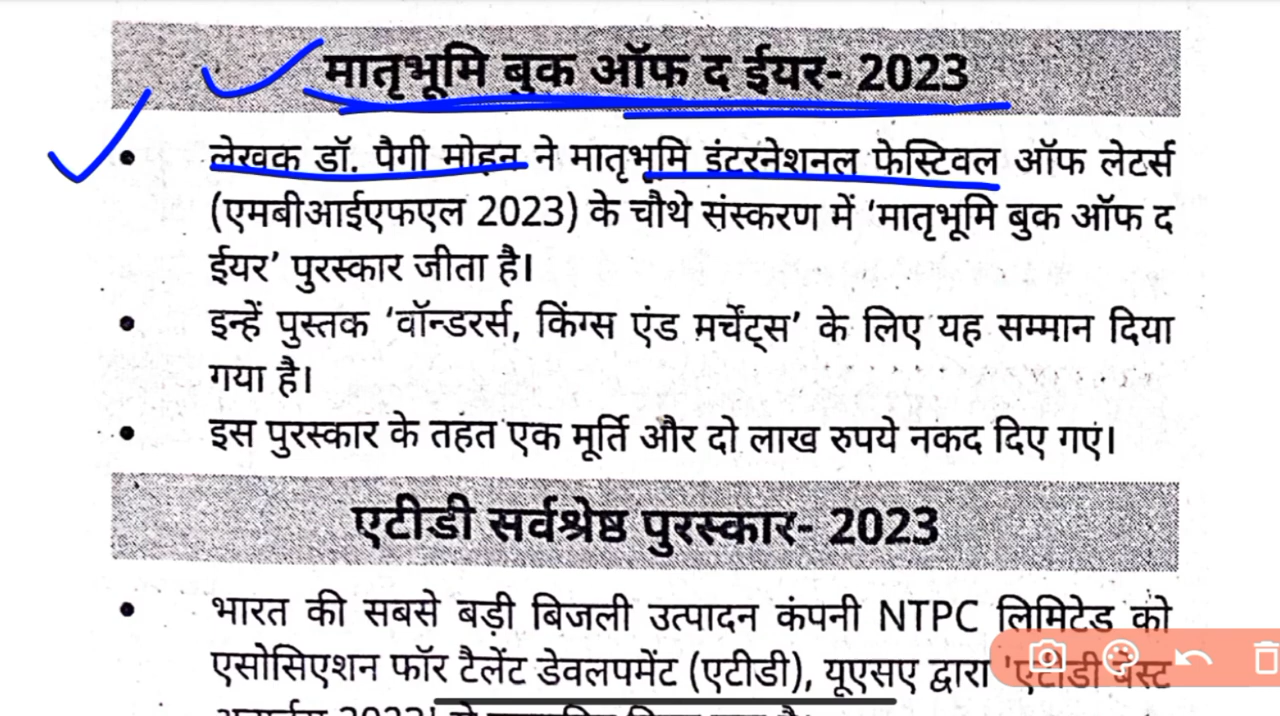 मातृभूमि बुक ऑफ द ईयर- 2023
• लेखक डॉ. पैगी मोहन ने मातृभूमि इंटरनेशनल फेस्टिवल ऑफ लेटर्स
(एमबीआईएफएल 2023) के चौथे संस्करण में ‘मातृभूमि बुक ऑफ द
ईयर’ पुरस्कार जीता है।
• इन्हें पुस्तक ‘वॉन्डरर्स, किंग्स एंड मर्चेंट्स’ के लिए यह सम्मान दिया
गया है।
• इस पुरस्कार के तहत एक मूर्ति और दो लाख रुपये नकद दिए गए।
एटीडी सर्वश्रेष्ठ पुरस्कार- 2023
• भारत की सबसे बड़ी बिजली उत्पादन कंपनी NTPC लिमिटेड को
एसोसिएशन फॉर टैलेंट डेवलपमेंट (एटीडी), यूएसए द्वारा 'एटीडी बेस्ट